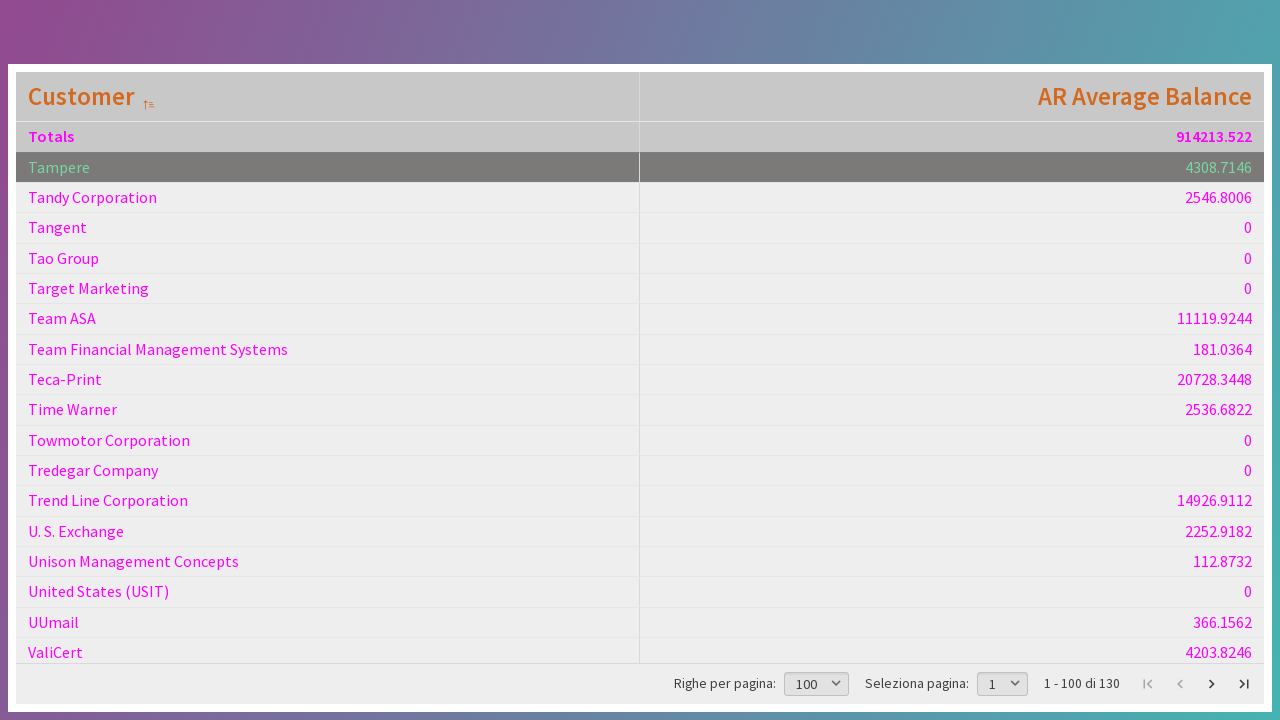 Customer AR Average Balance
Totals 914213.522
Tampere 4308.7146
Tandy Corporation 2546.8006
Tangent 0
Tao Group 0
Target Marketing 0
Team ASA 11119.9244
Team Financial Management Systems 181.0364
Teca-Print 20728.3448
Time Warner 2536.6822
Towmotor Corporation 0
Tredegar Company 0
Trend Line Corporation 14926.9112
U. S. Exchange 2252.9182
Unison Management Concepts 112.8732
United States (USIT) 0
UUmail 366.1562
ValiCert 4203.8246
Righe per pagina: 100 Seleziona pagina: 1 1 - 100 di 130